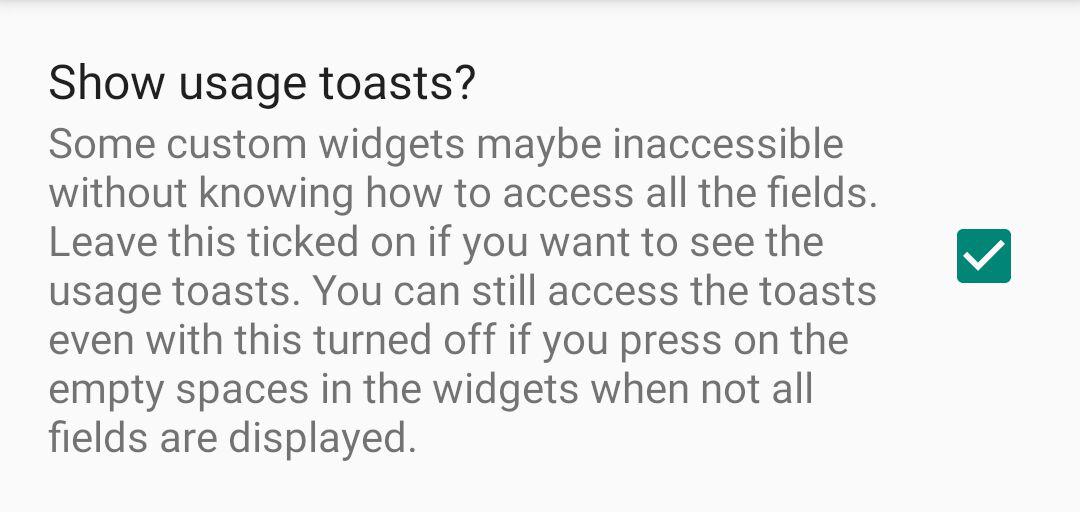 Show usage toasts?
Some custom widgets maybe inaccessible
without knowing how to access all the fields.
Leave this ticked on if you want to see the
usage toasts. You can still access the toasts
even with this turned off if you press on the
empty spaces in the widgets when not all
fields are displayed.